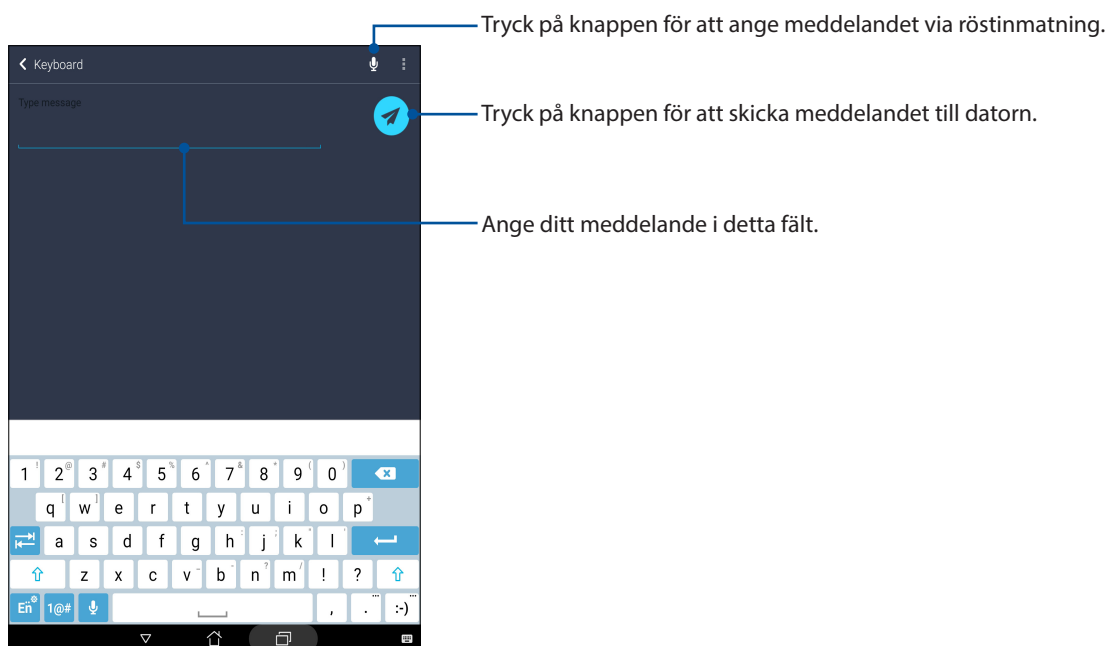 Tryck på knappen för att ange meddelandet via röstinmatning.
Keyboard
Type message
Tryck på knappen för att skicka meddelandet till datorn.
Ange ditt meddelande i detta fält.
1 ! 2 @ 3 # 4 $ 5 % 6 ^ 7 & 8 * 9 ( 0 )
q [ w ] e r t y u i o p +
a s d f g h : j ; k " l '
z x c v - b ` n ? m / ! ?
En 1@# , . ... :-) ...